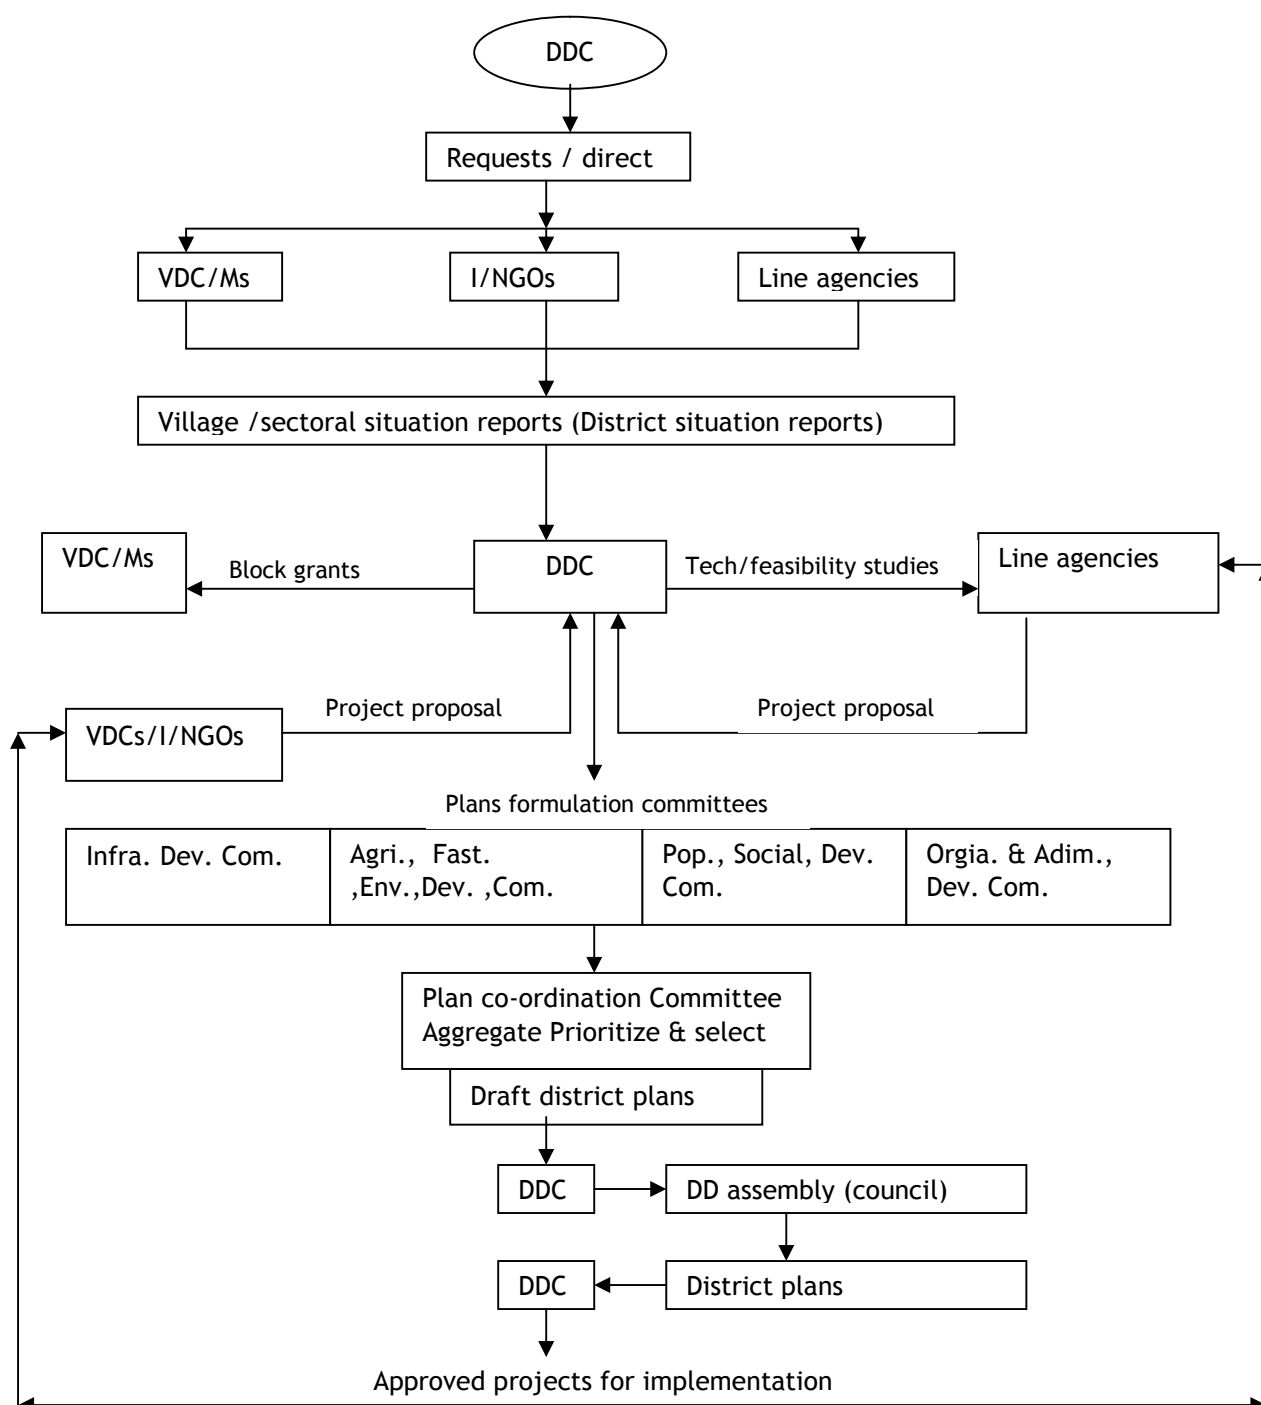 DDC
Requests / direct
VDC/Ms
I/NGOs
Line agencies
Village /sectoral situation reports (District situation reports)
VDC/Ms
Block grants
DDC
Tech/feasibility studies
Line agencies
VDCs/I/NGOs
Project proposal
Project proposal
Plans formulation committees
Infra. Dev. Com.
Agri.,  Fast.
,Env.,Dev. ,Com.
Pop., Social, Dev.
Com.
Orgia. & Adim.,
Dev. Com.
Plan co-ordination Committee
Aggregate Prioritize & select
Draft district plans
DDC
DD assembly (council)
DDC
District plans
Approved projects for implementation